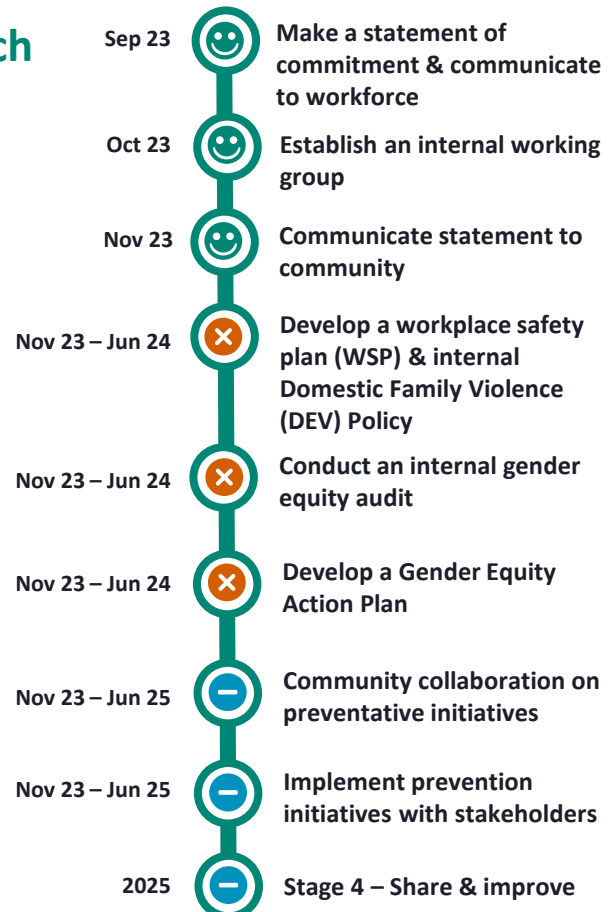 ch
Sep 23
Make a statement of
commitment & communicate
to workforce
Oct 23
Establish an internal working
group
Nov 23
Communicate statement to
community
Nov 23 – Jun 24
Develop a workplace safety
plan (WSP) & internal
Domestic Family Violence
(DEV) Policy
Nov 23 – Jun 24
Conduct an internal gender
equity audit
Nov 23 – Jun 24
Develop a Gender Equity
Action Plan
Nov 23 – Jun 25
Community collaboration on
preventative initiatives
Nov 23 – Jun 25
Implement prevention
initiatives with stakeholders
2025
Stage 4 – Share & improve